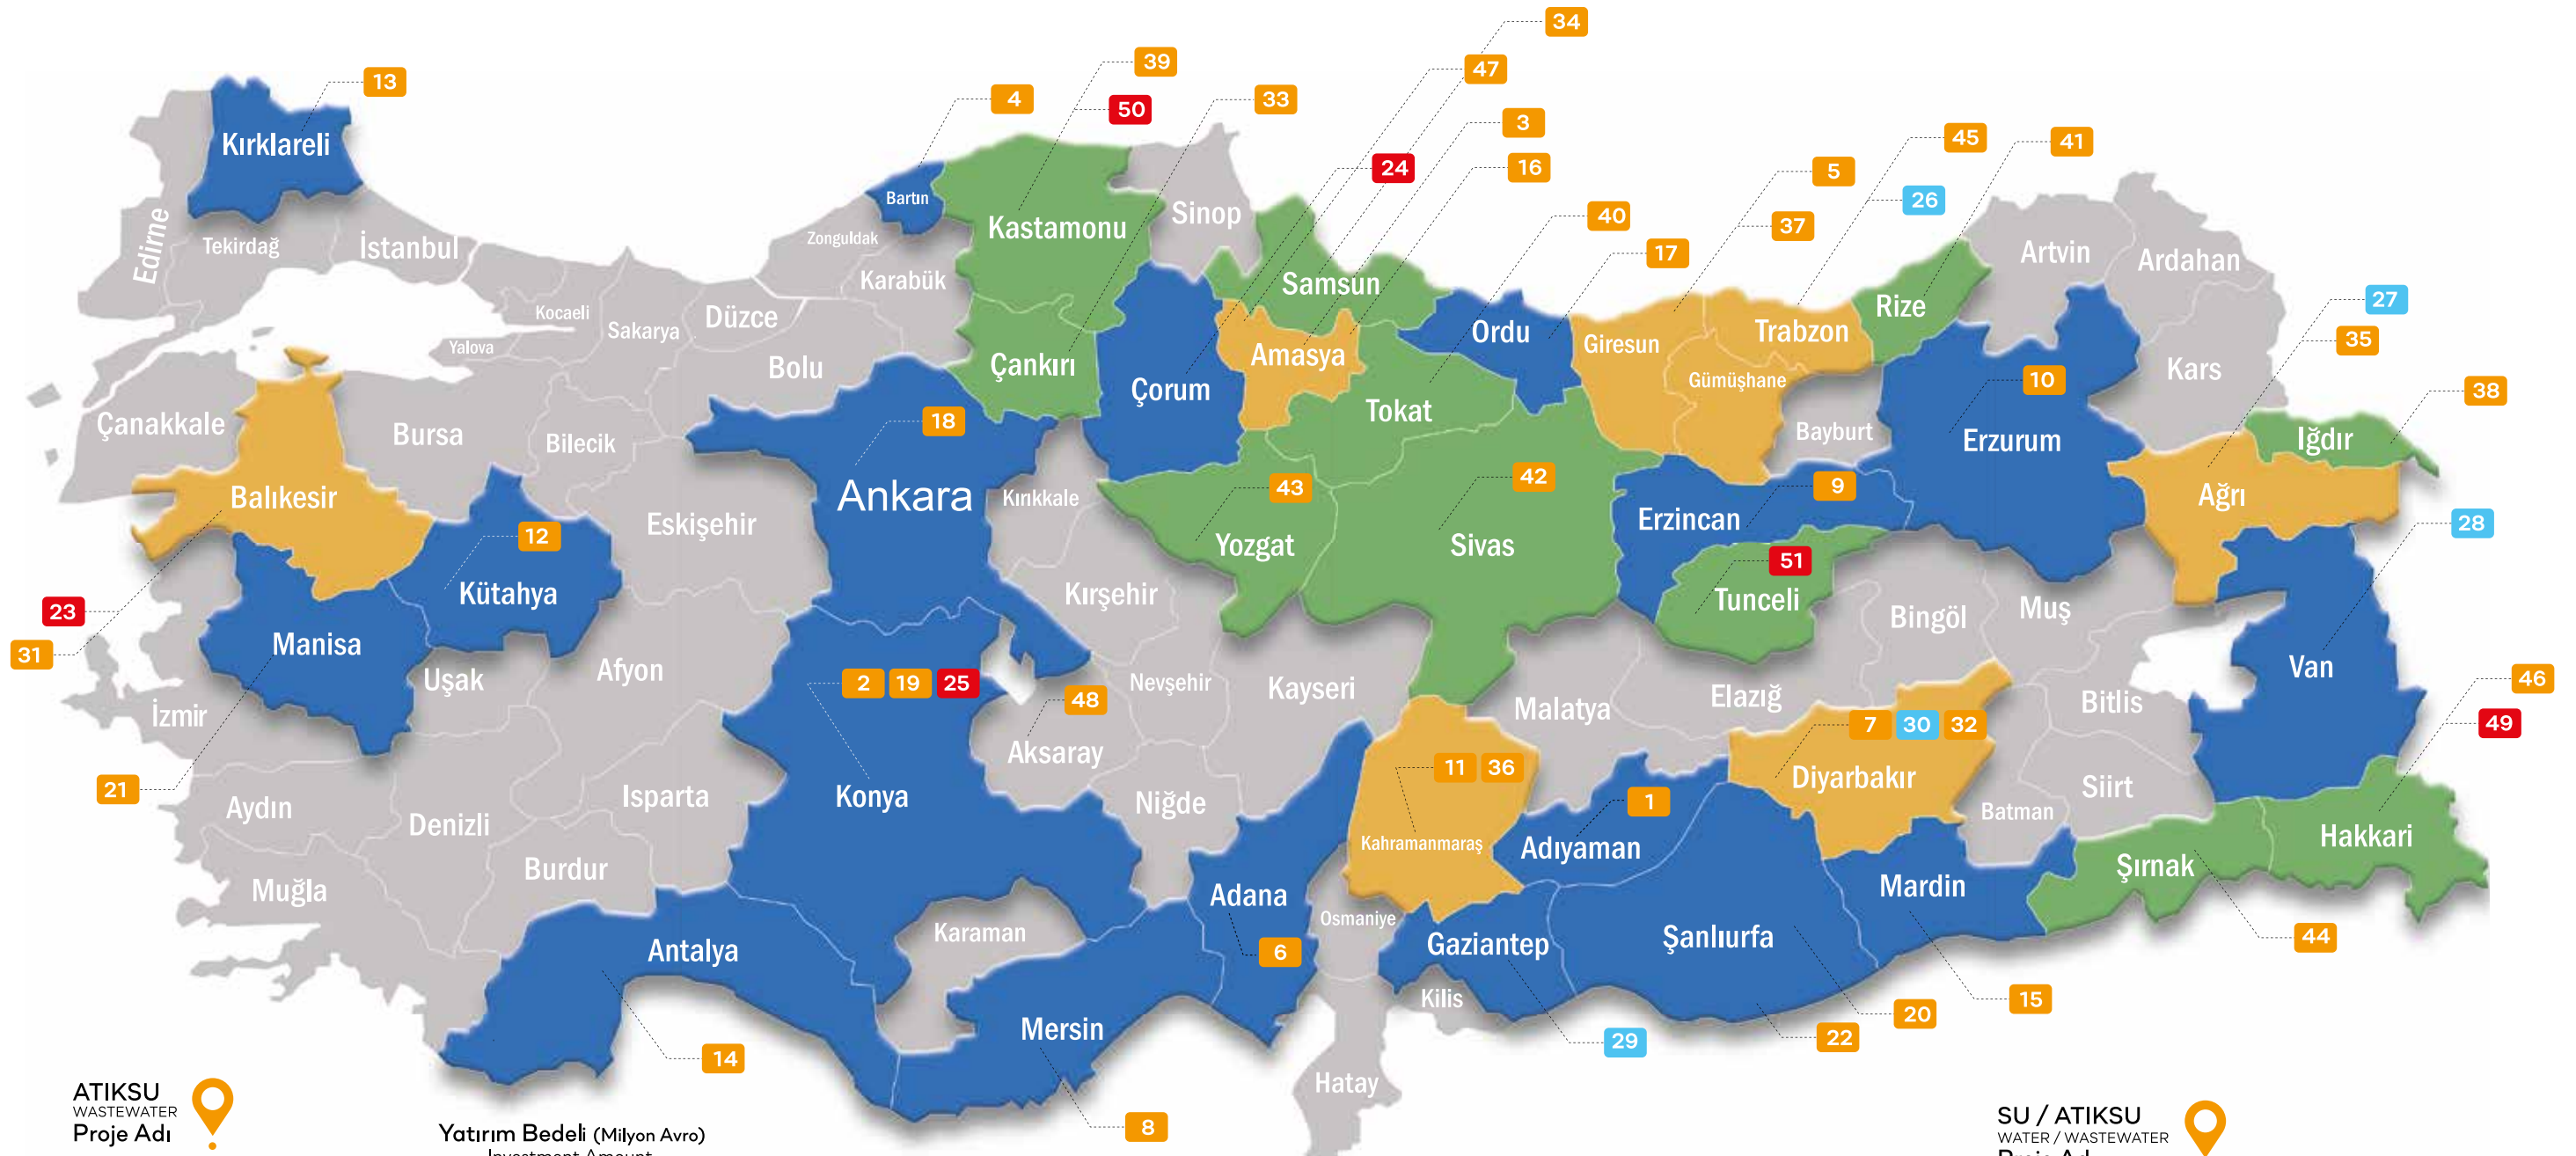 34
39
47
13
4
50
33
3
45
41
Kırklareli
24
16
5
26
Bartın
40
37
Kastamonu
Sinop
Edirne
Tekirdağ
İstanbul
Zonguldak
17
Artvin
Ardahan
Karabük
Samsun
27
Kocaeli
Düzce
Sakarya
Rize
Yalova
Ordu
Trabzon
35
Giresun
Amasya
Bolu
Çankırı
Çorum
Gümüşhane
10
Kars
38
Tokat
Çanakkale
Bursa
Bilecik
18
Bayburt
Erzurum
Iğdır
Balıkesir
Ankara
Kırıkkale
43
42
9
Ağrı
Eskişehir
Erzincan
28
12
Yozgat
Sivas
51
Kütahya
Kırşehir
Tunceli
23
Bingöl
Muş
Manisa
31
Afyon
Van
Uşak
2 19 25
Nevşehir
Kayseri
46
48
Elazığ
Bitlis
İzmir
Malatya
7 30 32
49
Aksaray
11 36
Diyarbakır
21
Isparta
Konya
Niğde
1
Siirt
Aydın
Denizli
Batman
Hakkari
Kahramanmaraş
Adıyaman
Burdur
Şırnak
Muğla
Adana
Mardin
Osmaniye
Karaman
Antalya
6
Gaziantep
Şanlıurfa
44
Kilis
15
20
Mersin
22
29
14
Hatay
8
ATIKSU
WASTEWATER
Proje Adı
Yatırım Bedeli (Milyon Avro)
Investment Amount
SU / ATIKSU
WATER / WASTEWATER
Proje Adı